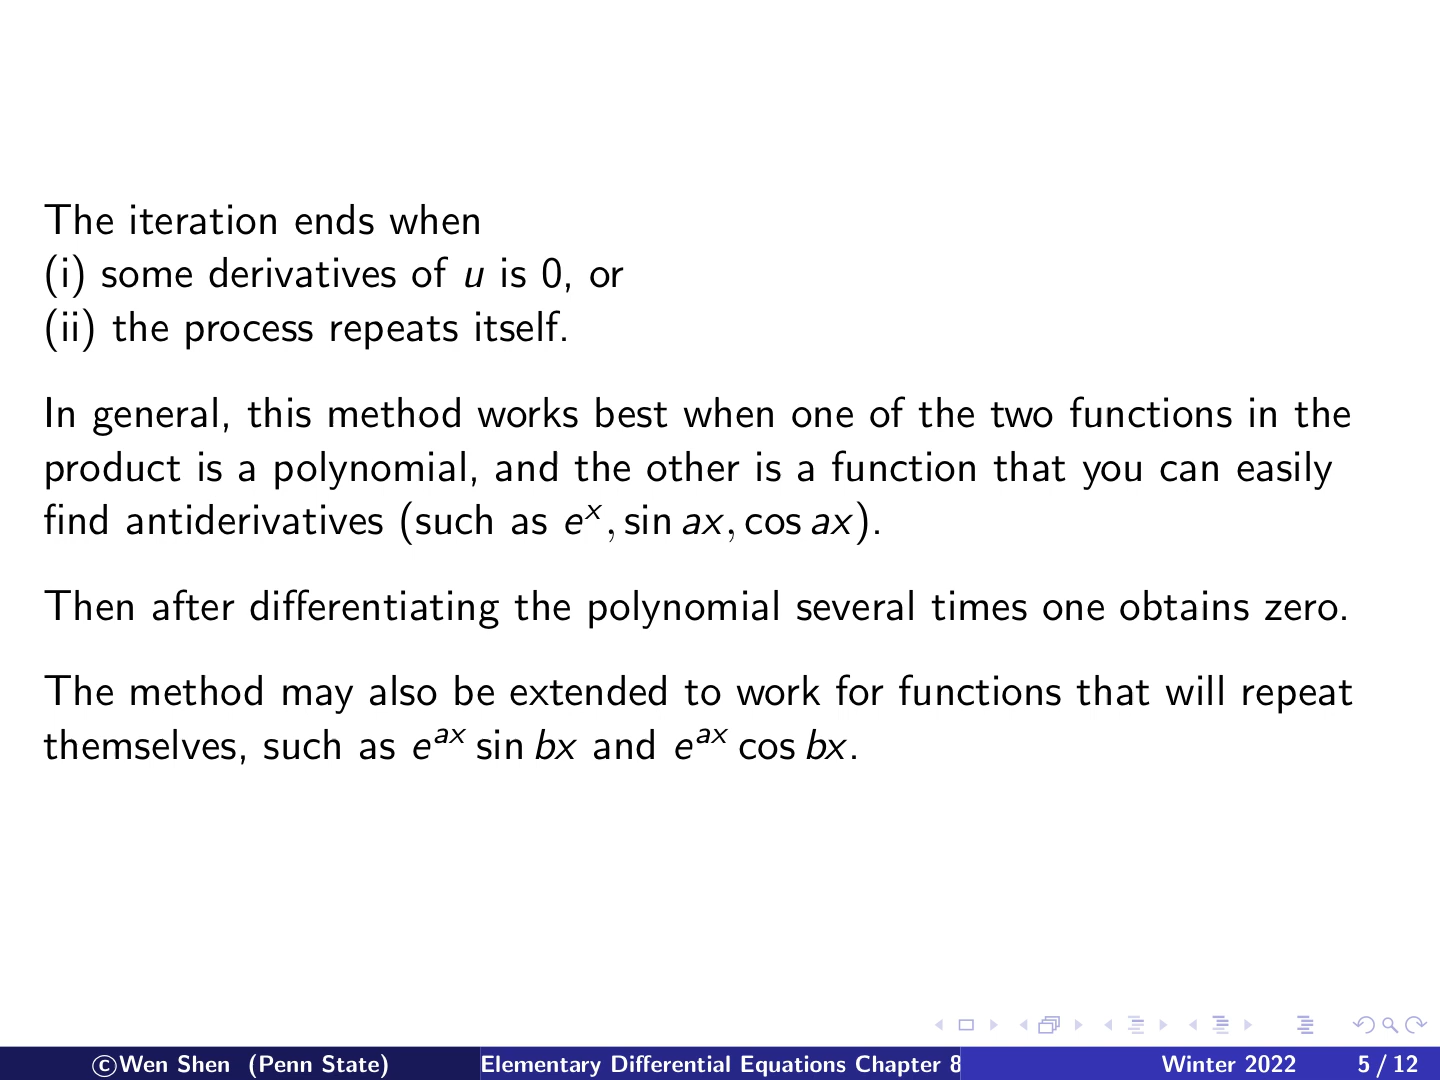 The iteration ends when
(i) some derivatives of u is 0, or
(ii) the process repeats itself.
In general, this method works best when one of the two functions in the
product is a polynomial, and the other is a function that you can easily
find antiderivatives (such as e^x, sin ax, cos ax).
Then after differentiating the polynomial several times one obtains zero.
The method may also be extended to work for functions that will repeat
themselves, such as e^{ax} sin bx and e^{ax} cos bx.
©Wen Shen (Penn State) Elementary Differential Equations Chapter 8 Winter 2022 5 / 12